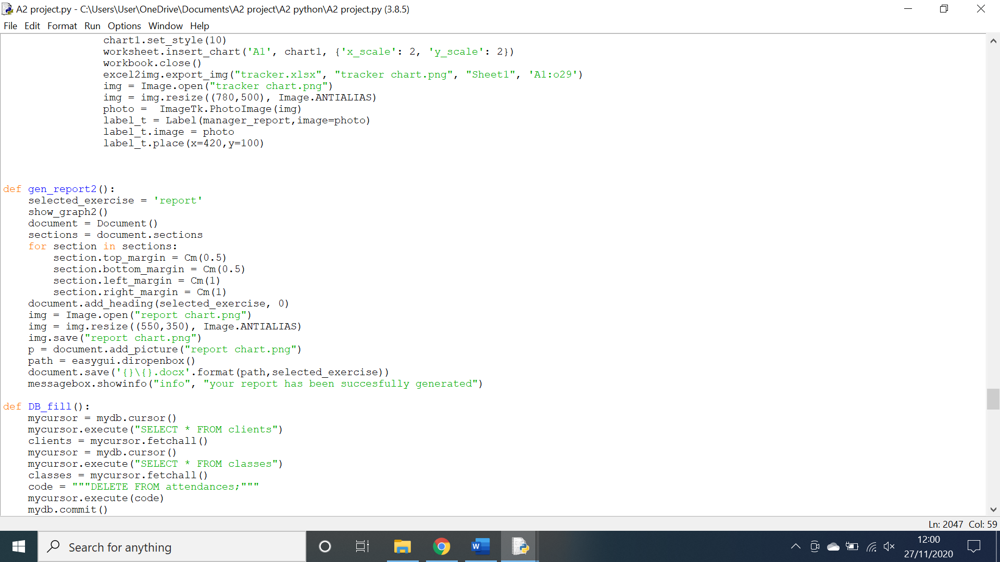 A2 project.py - C:\Users\User\OneDrive\Documents\A2 project\A2 python\A2 project.py (3.8.5)
File Edit Format Run Options Window Help
chart1.set_style(10)
worksheet.insert_chart('A1', chart1, {'x_scale': 2, 'y_scale': 2})
workbook.close()
excel2img.export_img("tracker.xlsx", "tracker chart.png", "Sheet1", 'A1:o29')
img = Image.open("tracker chart.png")
img = img.resize((780,500), Image.ANTIALIAS)
photo =  ImageTk.PhotoImage(img)
label_t = Label(manager_report,image=photo)
label_t.image = photo
label_t.place(x=420,y=100)
def gen_report2():
    selected_exercise = 'report'
    show_graph2()
    document = Document()
    sections = document.sections
    for section in sections:
        section.top_margin = Cm(0.5)
        section.bottom_margin = Cm(0.5)
        section.left_margin = Cm(1)
        section.right_margin = Cm(1)
    document.add_heading(selected_exercise, 0)
    img = Image.open("report chart.png")
    img = img.resize((550,350), Image.ANTIALIAS)
    img.save("report chart.png")
    p = document.add_picture("report chart.png")
    path = easygui.diropenbox()
    document.save('{}\{}.docx'.format(path,selected_exercise))
    messagebox.showinfo("info", "your report has been succesfully generated")
def DB_fill():
    mycursor = mydb.cursor()
    mycursor.execute("SELECT * FROM clients")
    clients = mycursor.fetchall()
    mycursor = mydb.cursor()
    mycursor.execute("SELECT * FROM classes")
    classes = mycursor.fetchall()
    code = """DELETE FROM attendances;"""
    mycursor.execute(code)
    mydb.commit()
Ln: 2047 Col: 59
Search for anything
W
12:00
27/11/2020